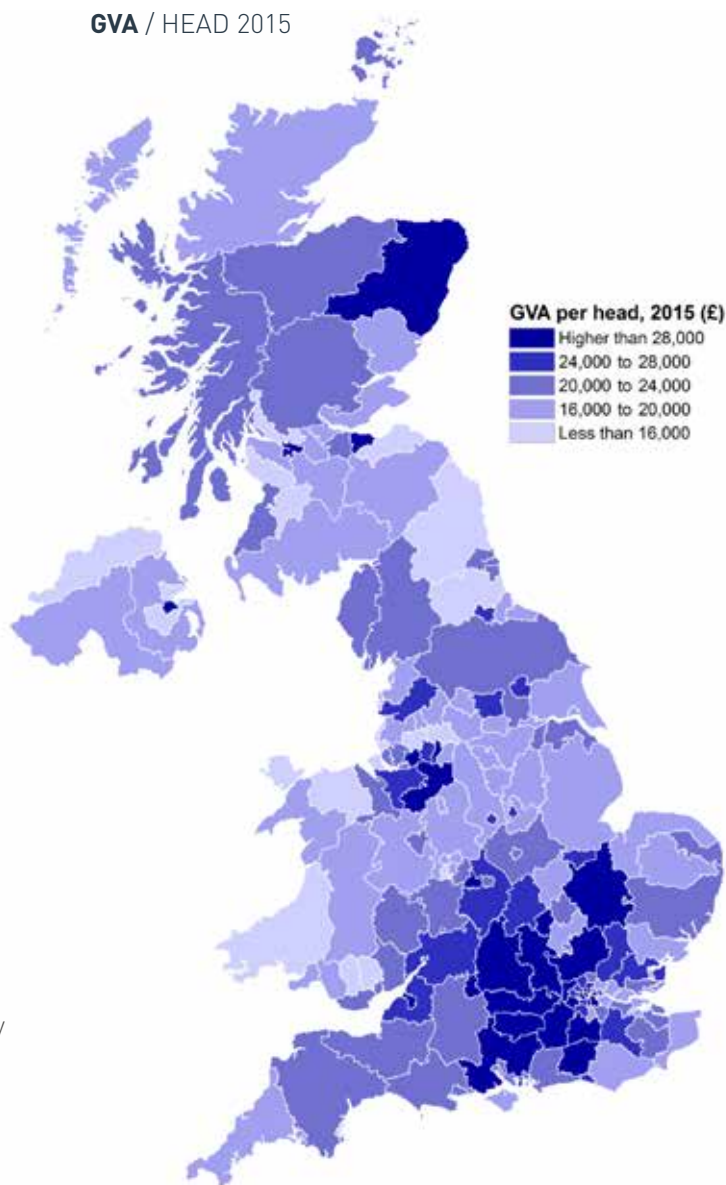 GVA / HEAD 2015
GVA per head, 2015 (£)
Higher than 28,000
24,000 to 28,000
20,000 to 24,000
16,000 to 20,000
Less than 16,000
/